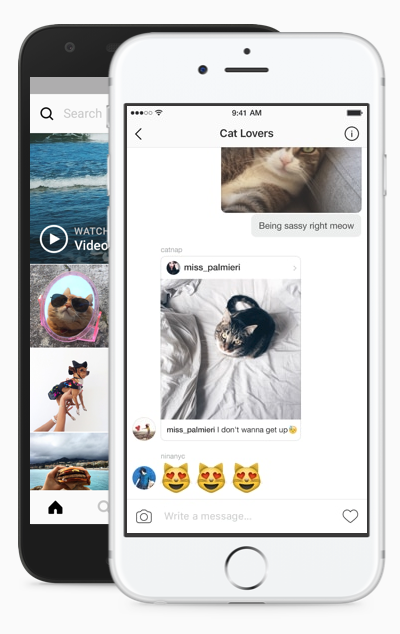 Search
WATCH
Video
9:41 AM
Cat Lovers
Being sassy right meow
catnap
miss_palmieri
miss_palmieri I don't wanna get up
ninanyc
Write a message...